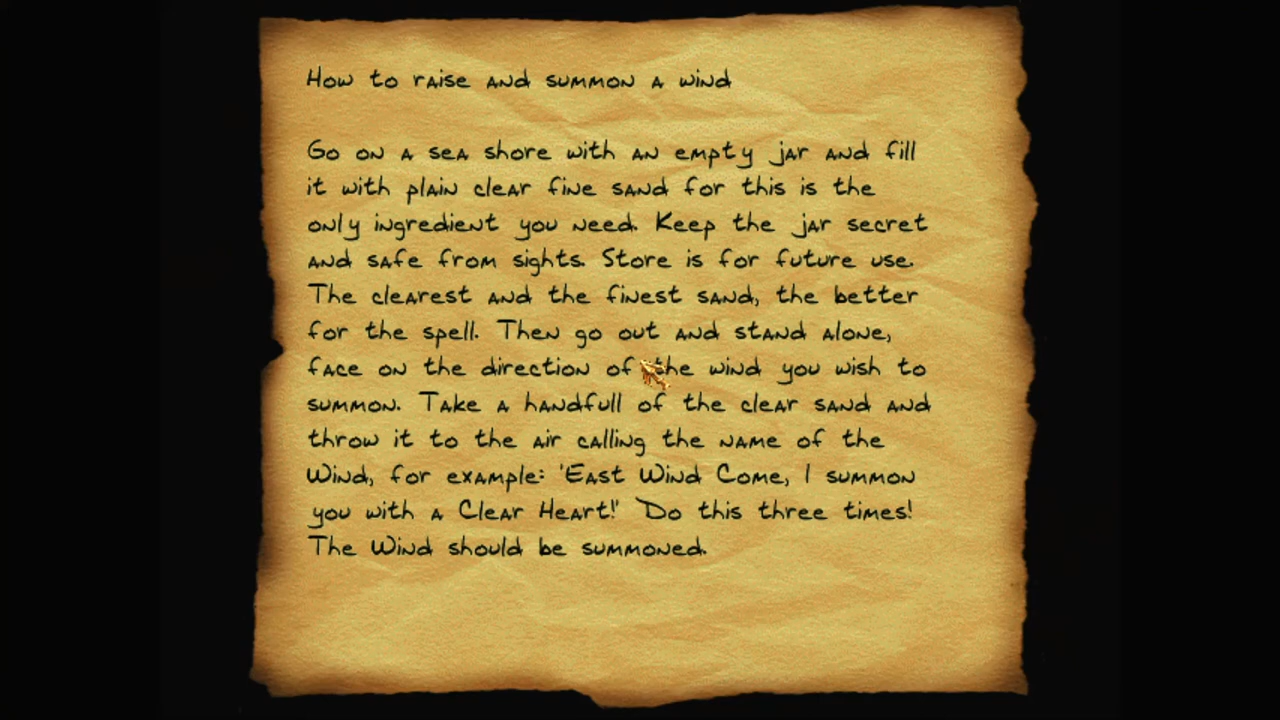 How to raise and summon a wind
Go on a sea shore with an empty jar and fill
it with plain clear fine sand for this is the
only ingredient you need. Keep the jar secret
and safe from sights. Store is for future use.
The clearest and the finest sand, the better
for the spell. Then go out and stand alone,
face on the direction of the wind you wish to
summon. Take a handfull of the clear sand and
throw it to the air calling the name of the
Wind, for example: 'East Wind Come, I summon
you with a Clear Heart!' Do this three times!
The Wind should be summoned.